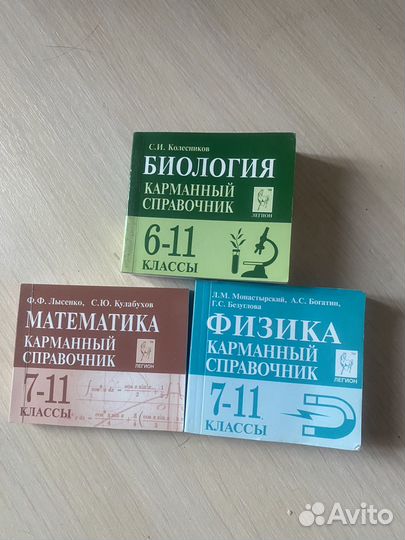 С.И. Колесников
БИОЛОГИЯ
КАРМАННЫЙ
СПРАВОЧНИК
ЛЕГИОН
6-11
КЛАССЫ
Ф.Ф. Лысенко, С.Ю. Кулабухов
МАТЕМАТИКА
КАРМАННЫЙ
СПРАВОЧНИК
ЛЕГИОН
7-11
КЛАССЫ
Л.М. Монастырский, А.С. Богатин,
Г.С. Безуглова
ФИЗИКА
КАРМАННЫЙ
СПРАВОЧНИК
ЛЕГИОН
7-11
КЛАССЫ
Avito